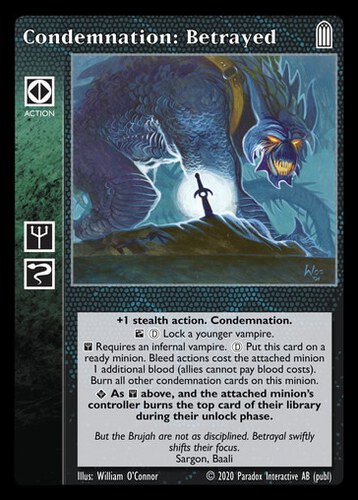 Condemnation: Betrayed
ACTION
+1 stealth action. Condemnation.
D Lock a younger vampire.
Requires an infernal vampire. D Put this card on a
ready minion. Bleed actions cost the attached minion
1 additional blood (allies cannot pay blood costs).
Burn all other condemnation cards on this minion.
As above, and the attached minion's
controller burns the top card of their library
during their unlock phase.
But the Brujah are not as disciplined. Betrayal swiftly
shifts their focus.
Sargon, Baali
Illus: William O'Connor © 2020 Paradox Interactive AB (publ)